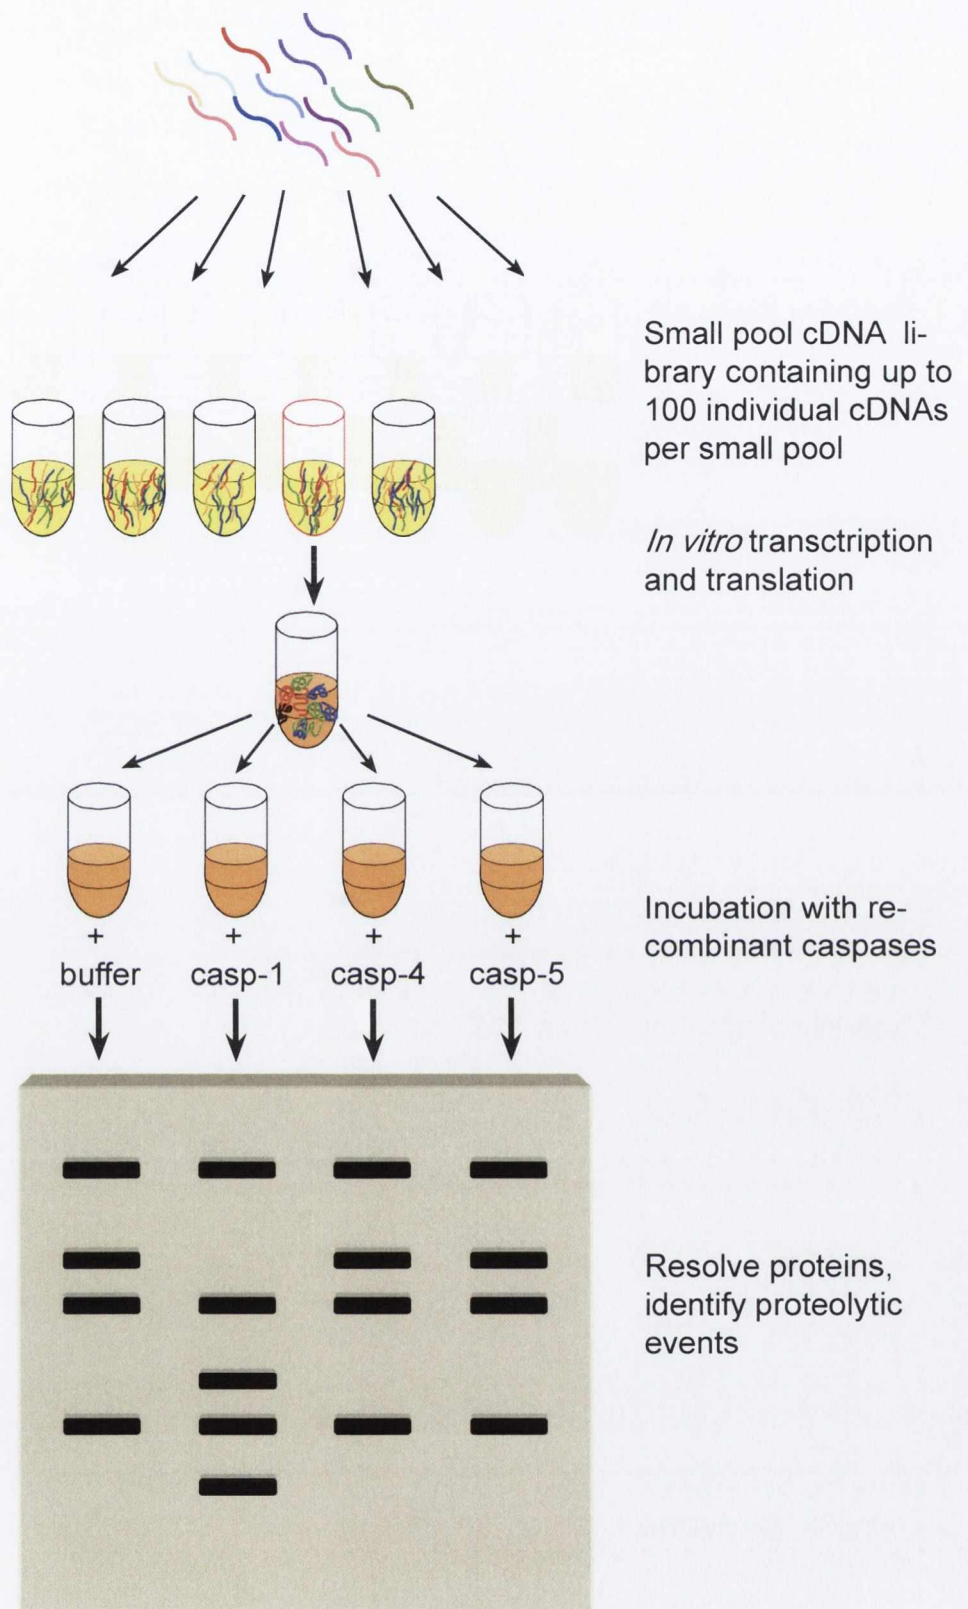 Small pool cDNA li-
brary containing up to
100 individual cDNAs
per small pool
In vitro transctription
and translation
+ + + +
buffer casp-1 casp-4 casp-5
Incubation with re-
combinant caspases
Resolve proteins,
identify proteolytic
events